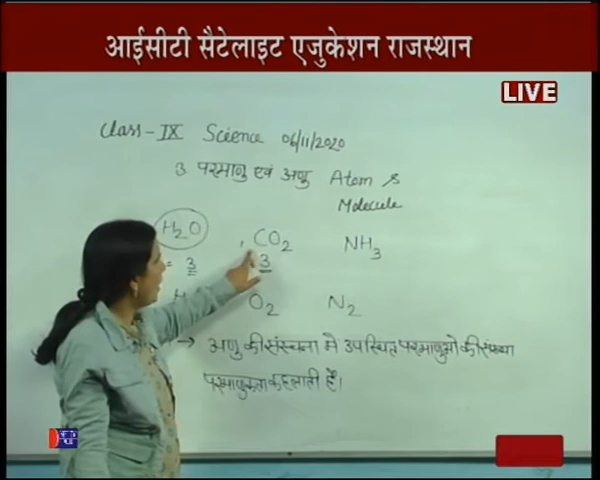 आईसीटी सैटेलाइट एजुकेशन राजस्थान
LIVE
Class - IX Science 06/11/2020
3 परमाणु एवं अणु Atom &
Molecule
H₂O , CO₂ NH₃
= 3 3
H O₂ N₂
→ अणु की संरचना में उपस्थित परमाणुओं की संख्या
परमाणुकता कहलाती है।